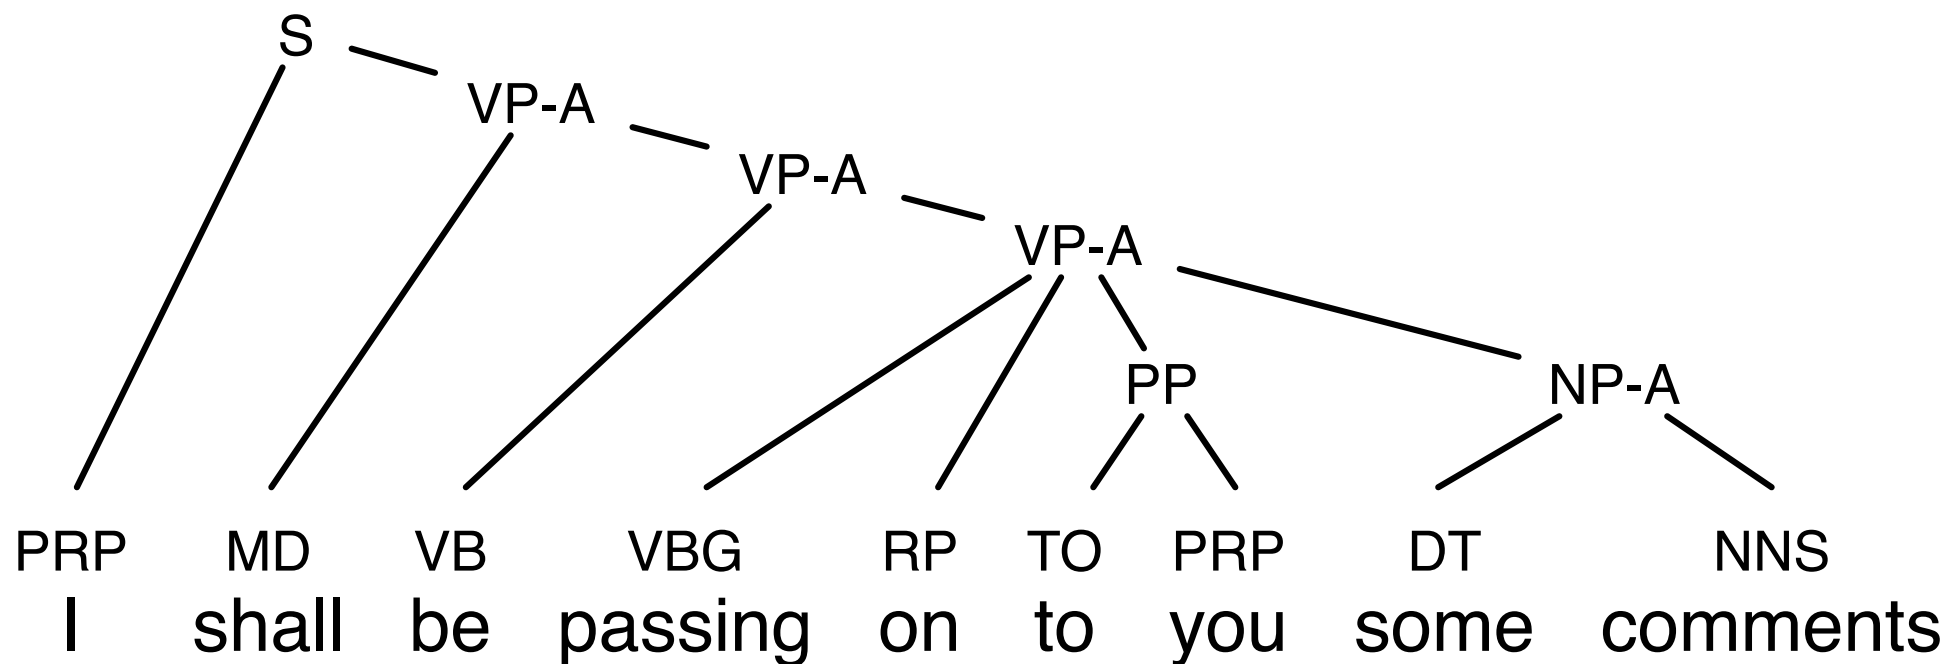 S
VP-A
VP-A
VP-A
PP NP-A
PRP MD VB VBG RP TO PRP DT NNS
I shall be passing on to you some comments